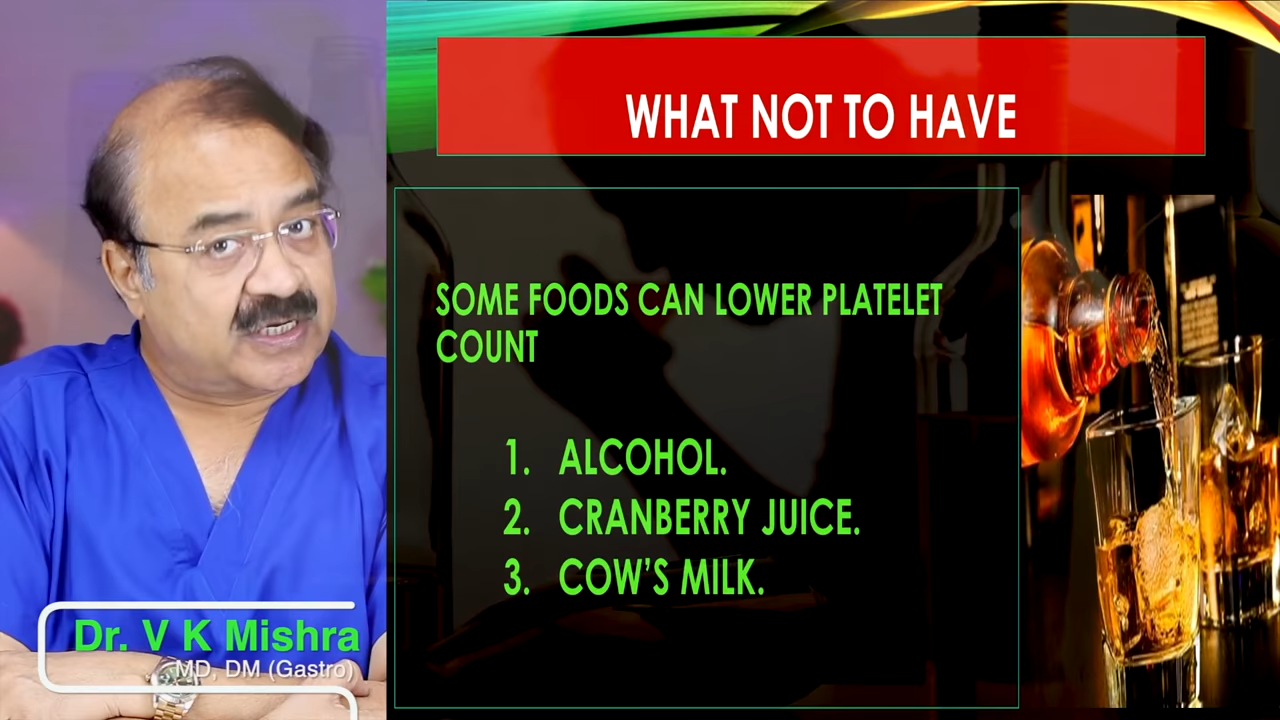 WHAT NOT TO HAVE
SOME FOODS CAN LOWER PLATELET
COUNT
1. ALCOHOL.
2. CRANBERRY JUICE.
3. COW'S MILK.
Dr. V K Mishra
MD, DM (Gastro)